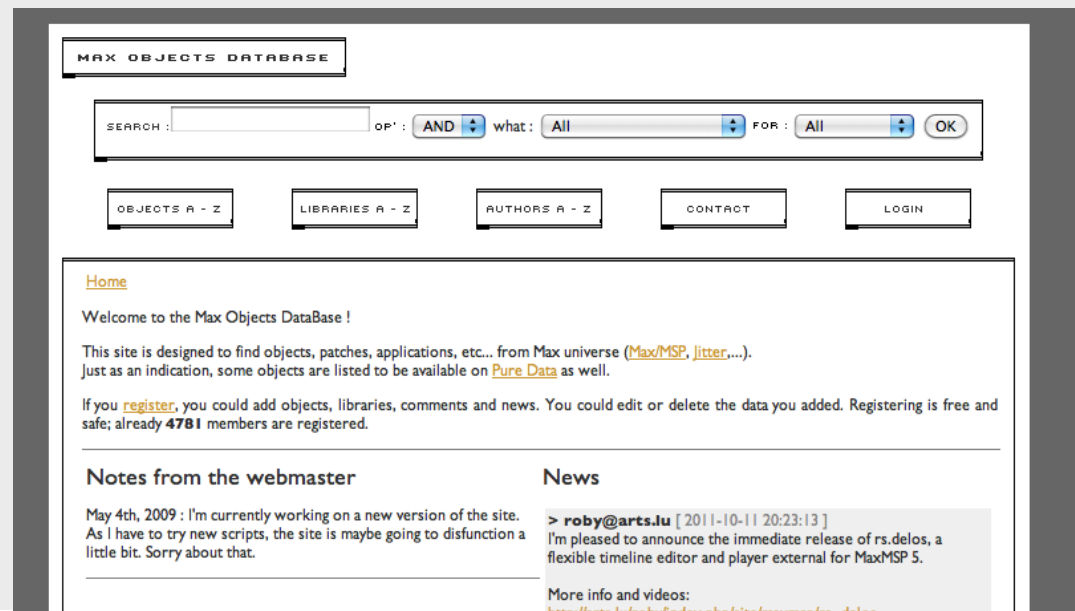 MAX OBJECTS DATABASE
SEARCH : OP' : AND what : All FOR : All OK
OBJECTS A - Z LIBRARIES A - Z AUTHORS A - Z CONTACT LOGIN
Home
Welcome to the Max Objects DataBase !
This site is designed to find objects, patches, applications, etc... from Max universe (Max/MSP, Jitter,...).
Just as an indication, some objects are listed to be available on Pure Data as well.
If you register, you could add objects, libraries, comments and news. You could edit or delete the data you added. Registering is free and
safe; already 4781 members are registered.
Notes from the webmaster
May 4th, 2009 : I'm currently working on a new version of the site.
As I have to try new scripts, the site is maybe going to disfunction a
little bit. Sorry about that.
News
> roby@arts.lu [ 2011-10-11 20:23:13 ]
I'm pleased to announce the immediate release of rs.delos, a
flexible timeline editor and player external for MaxMSP 5.
More info and videos: